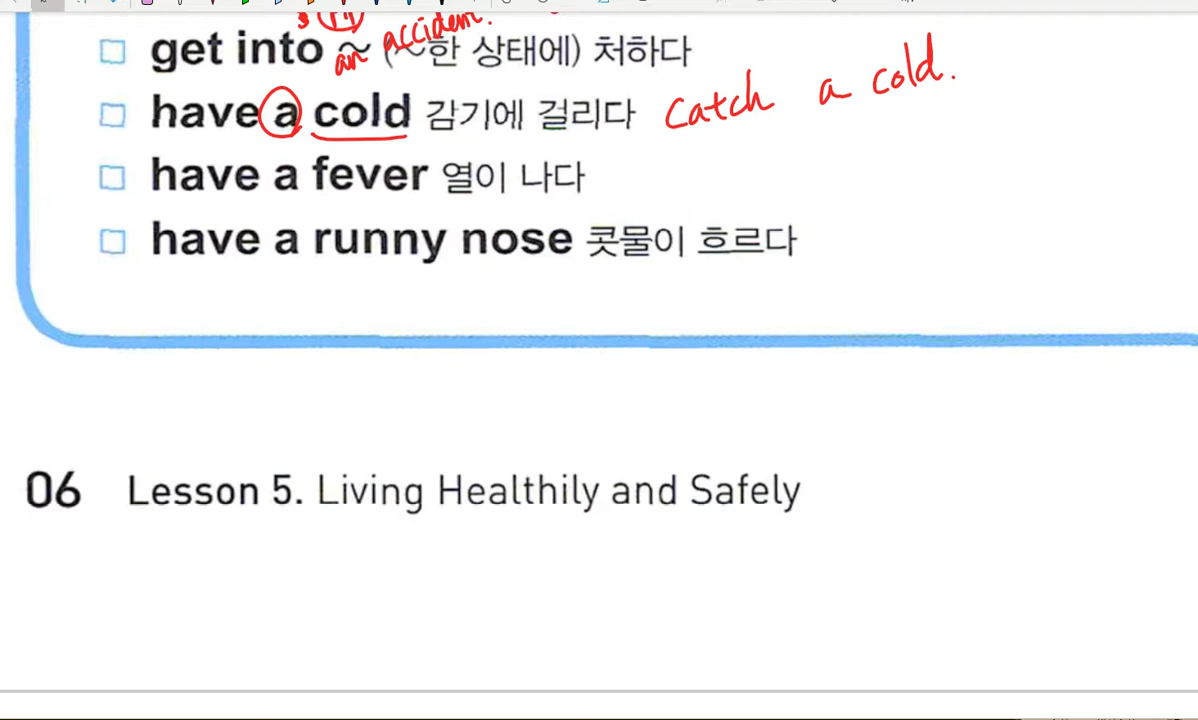 an accident.
get into ~ (~한 상태에) 처하다
have a cold 감기에 걸리다 Catch a cold.
have a fever 열이 나다
have a runny nose 콧물이 흐르다
06 Lesson 5. Living Healthily and Safely